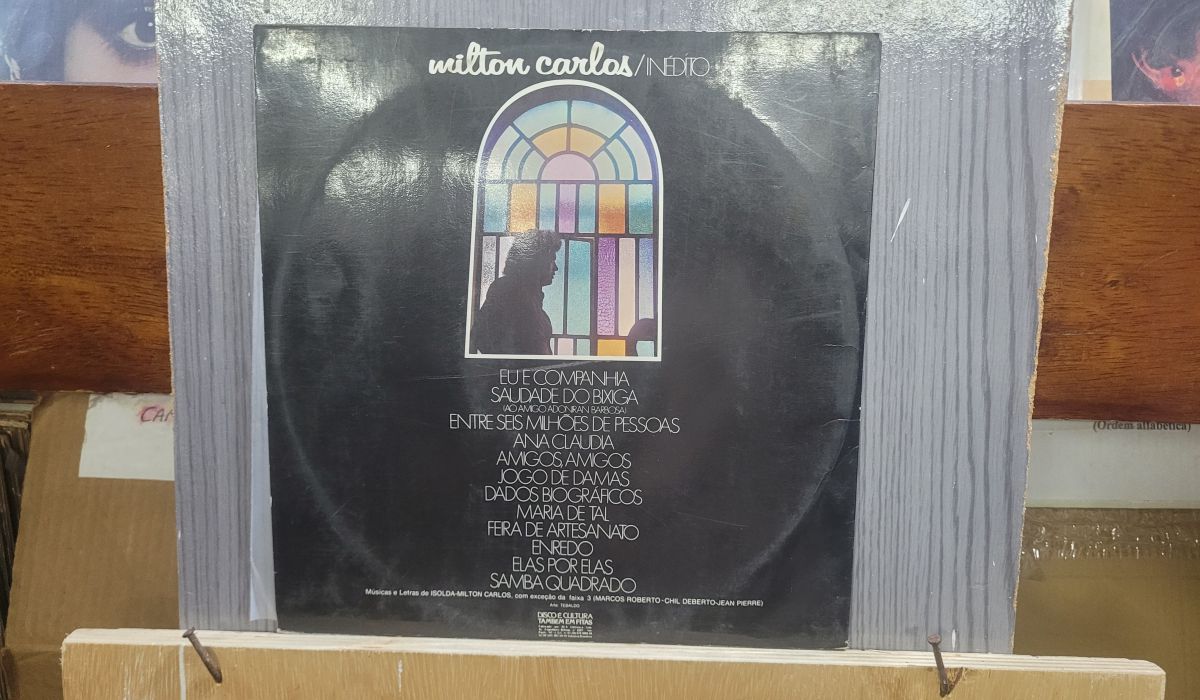 milton carlos/INÉDITO
EU E COMPANHIA
SAUDADE DO BIXIGA
(AO AMIGO ADONIRAN BARBOSA)
ENTRE SEIS MILHÕES DE PESSOAS
ANA CLAUDIA
AMIGOS, AMIGOS
JOGO DE DAMAS
DADOS BIOGRÁFICOS
MARIA DE TAL
FEIRA DE ARTESANATO
ENREDO
ELAS POR ELAS
SAMBA QUADRADO
Músicas e Letras de ISOLDA-MILTON CARLOS, com exceção da faixa 3 (MARCOS ROBERTO-CHIL DEBERTO-JEAN PIERRE)
Arte: TEBALDO
DISCO É CULTURA
TAMBÉM EM FITAS
(Ordem alfabética)